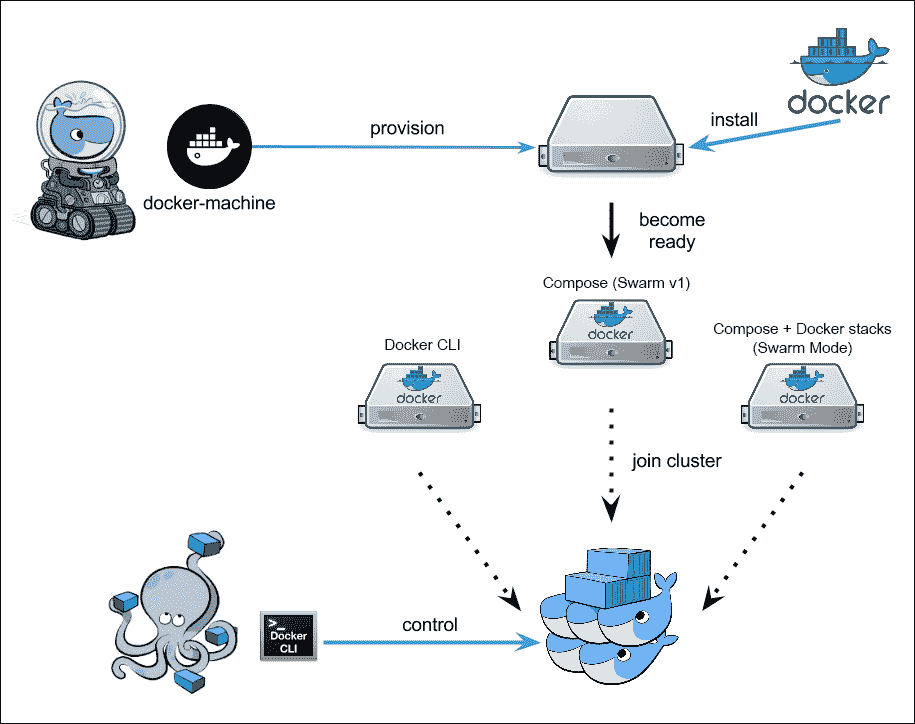 docker
provision
install
docker-machine
become
ready
Compose (Swarm v1)
docker
Docker CLI
docker
Compose + Docker stacks
(Swarm Mode)
docker
join cluster
>_
Docker
CLI
control